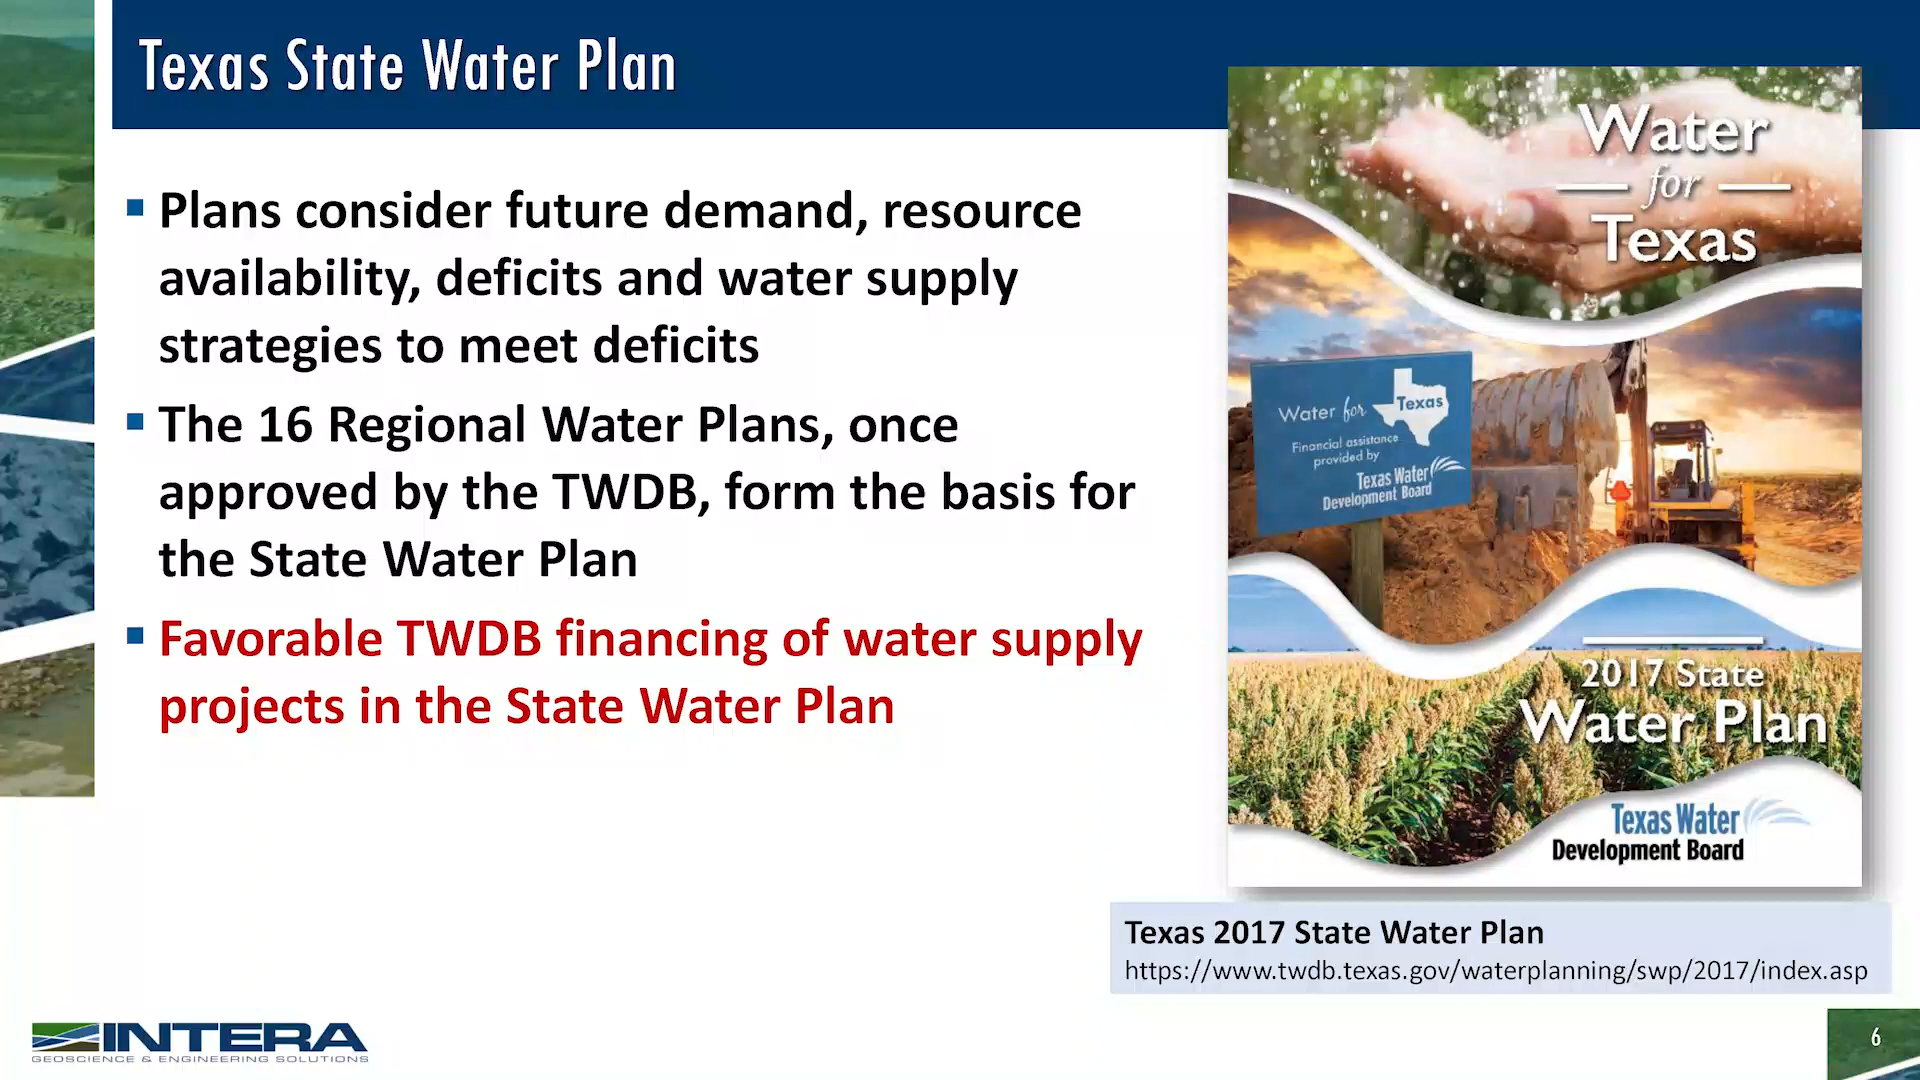 Texas State Water Plan
Plans consider future demand, resource
availability, deficits and water supply
strategies to meet deficits
The 16 Regional Water Plans, once
approved by the TWDB, form the basis for
the State Water Plan
Favorable TWDB financing of water supply
projects in the State Water Plan
Water
for
Texas
Water for Texas
Financial assistance
provided by
Texas Water
Development Board
2017 State
Water Plan
Texas Water
Development Board
Texas 2017 State Water Plan
https://www.twdb.texas.gov/waterplanning/swp/2017/index.asp
INTERA
GEOSCIENCE & ENGINEERING SOLUTIONS
6